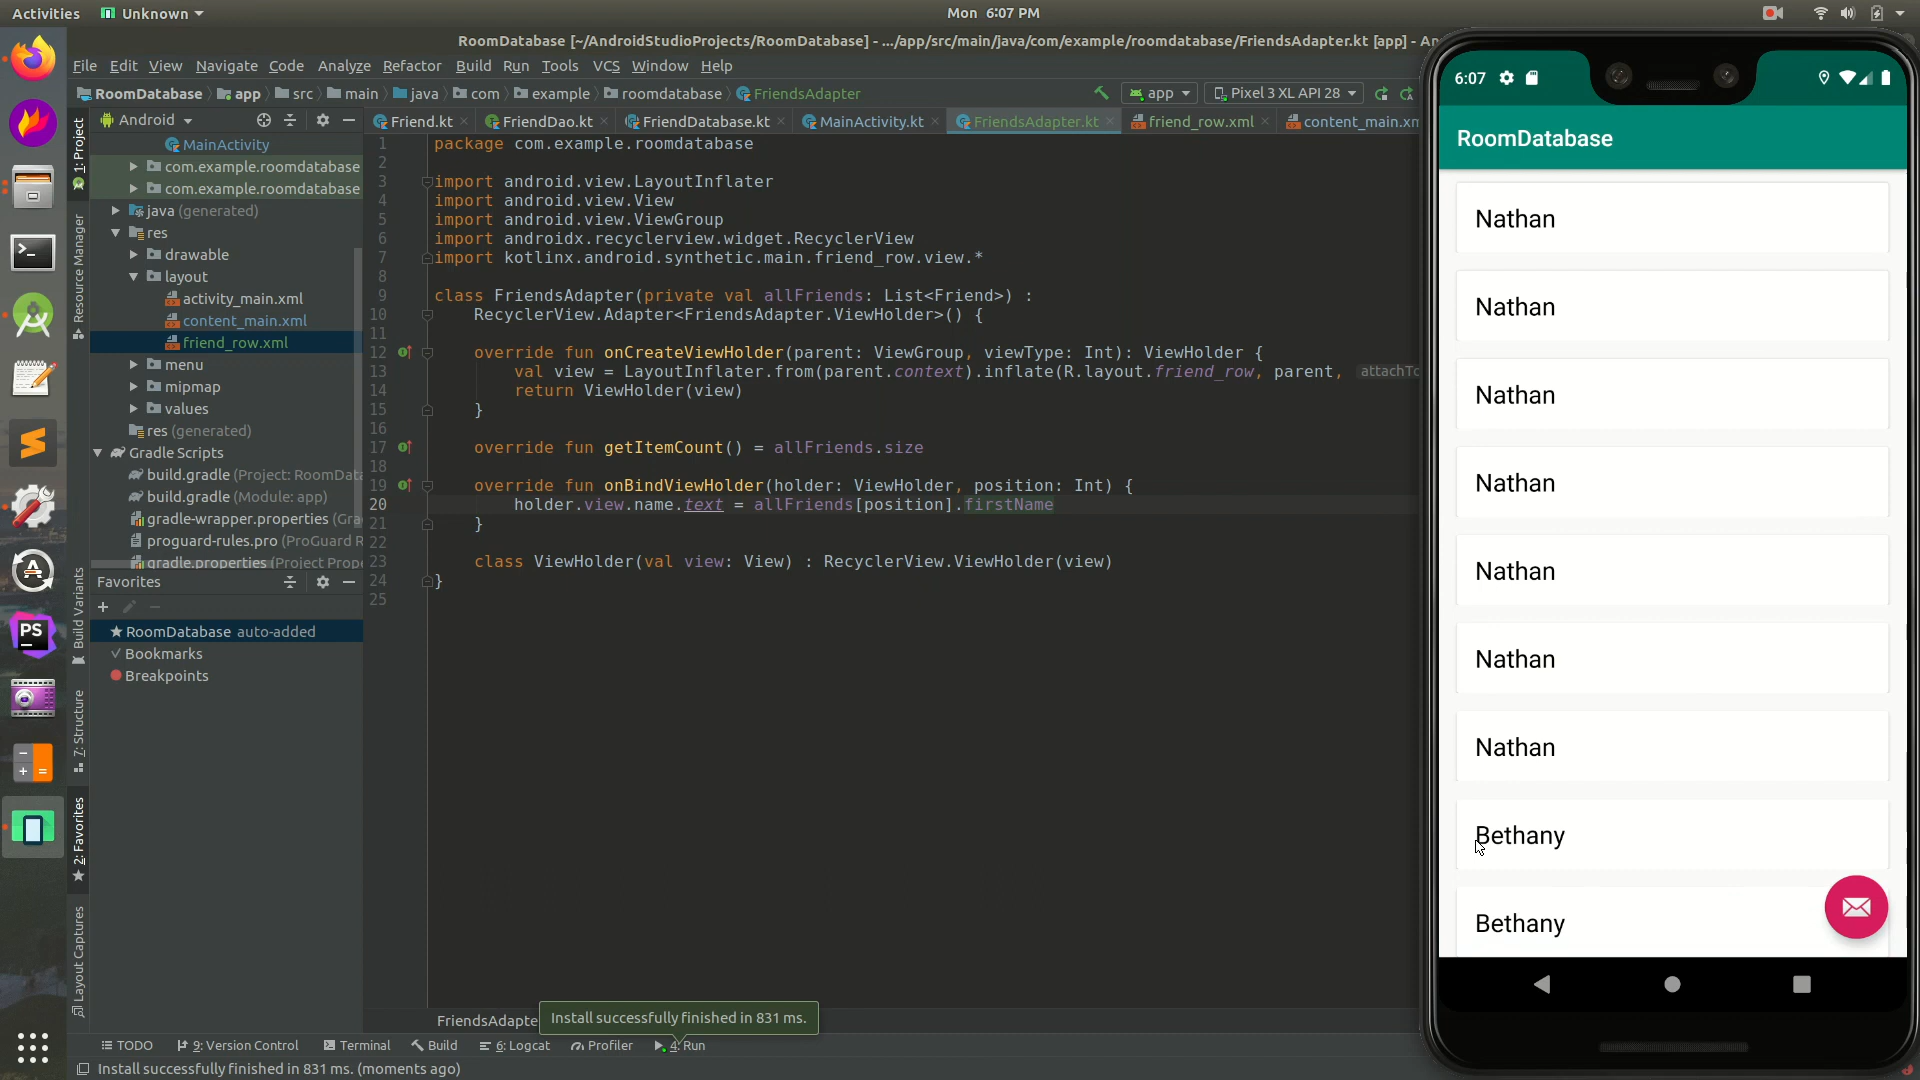 Activities
Unknown
Mon 6:07 PM
RoomDatabase [~/AndroidStudioProjects/RoomDatabase] - .../app/src/main/java/com/example/roomdatabase/FriendsAdapter.kt [app] - An
File Edit View Navigate Code Analyze Refactor Build Run Tools VCS Window Help
RoomDatabase app src main java com example roomdatabase FriendsAdapter
app
Pixel 3 XL API 28
Android
Friend.kt FriendDao.kt FriendDatabase.kt MainActivity.kt FriendsAdapter.kt friend_row.xml content_main.xm
1: Project
Resource Manager
Build Variants
7: Structure
2: Favorites
Layout Captures
MainActivity
com.example.roomdatabase
com.example.roomdatabase
java (generated)
res
drawable
layout
activity_main.xml
content_main.xml
friend_row.xml
menu
mipmap
values
res (generated)
Gradle Scripts
build.gradle (Project: RoomData
build.gradle (Module: app)
gradle-wrapper.properties (Gra
proguard-rules.pro (ProGuard R
gradle.properties (Project Prope
Favorites
RoomDatabase auto-added
Bookmarks
Breakpoints
1 package com.example.roomdatabase
2
3 import android.view.LayoutInflater
4 import android.view.View
5 import android.view.ViewGroup
6 import androidx.recyclerview.widget.RecyclerView
7 import kotlinx.android.synthetic.main.friend_row.view.*
8
9 class FriendsAdapter(private val allFriends: List<Friend>) :
10 RecyclerView.Adapter<FriendsAdapter.ViewHolder>() {
11
12 override fun onCreateViewHolder(parent: ViewGroup, viewType: Int): ViewHolder {
13 val view = LayoutInflater.from(parent.context).inflate(R.layout.friend_row, parent, attachTo
14 return ViewHolder(view)
15 }
16
17 override fun getItemCount() = allFriends.size
18
19 override fun onBindViewHolder(holder: ViewHolder, position: Int) {
20 holder.view.name.text = allFriends[position].firstName
21 }
22
23 class ViewHolder(val view: View) : RecyclerView.ViewHolder(view)
24 }
25
FriendsAdapte
Install successfully finished in 831 ms.
TODO 9: Version Control Terminal Build 6: Logcat Profiler 4: Run
Install successfully finished in 831 ms. (moments ago)
PS
6:07
RoomDatabase
Nathan
Nathan
Nathan
Nathan
Nathan
Nathan
Nathan
Bethany
Bethany